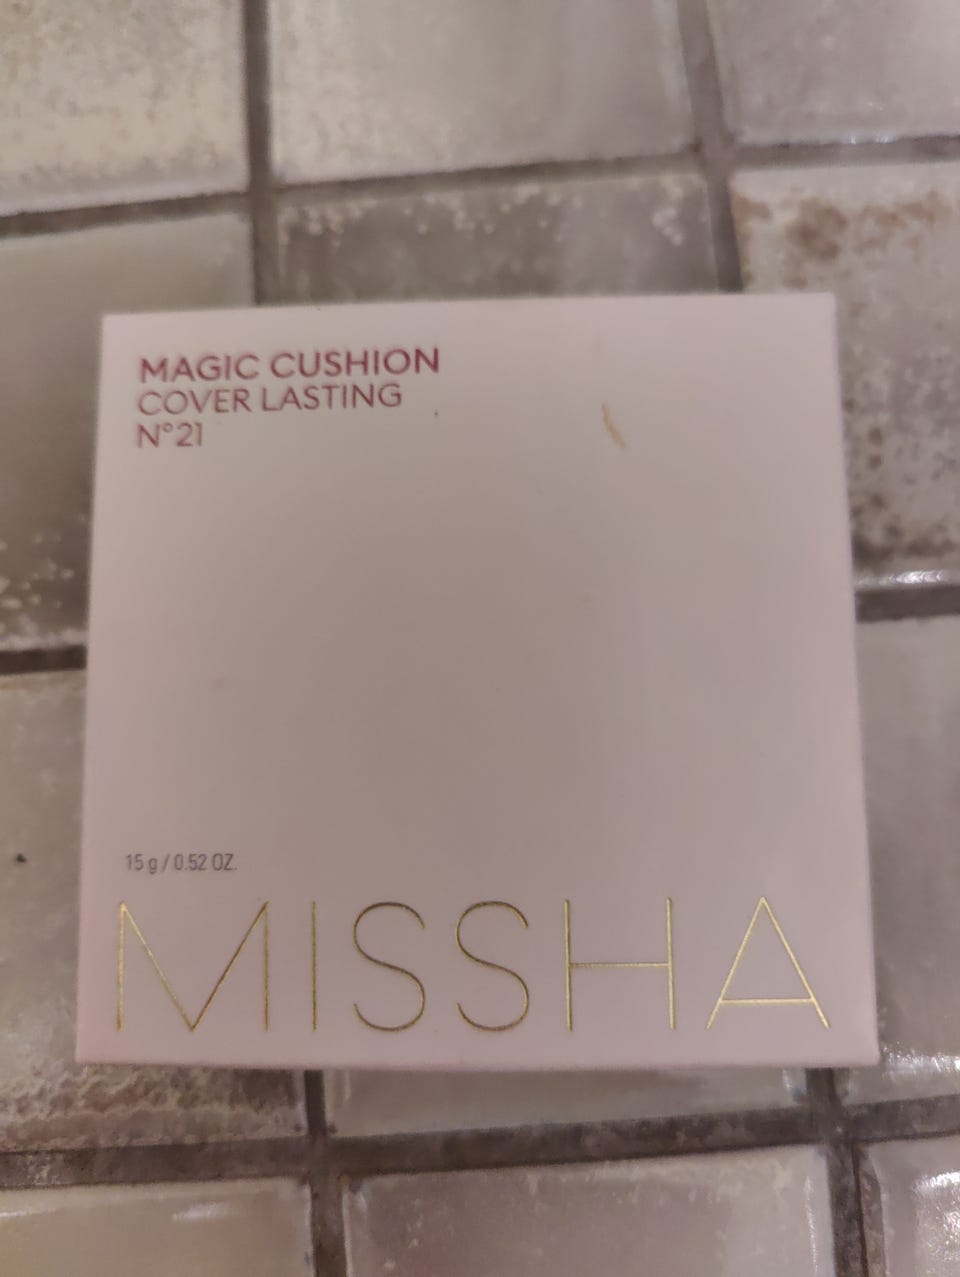 MAGIC CUSHION
COVER LASTING
N°21
15 g / 0.52 OZ.
MISSHA